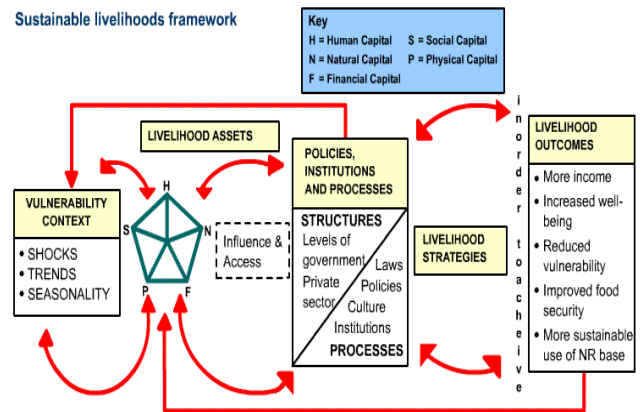 Sustainable livelihoods framework
Key
H = Human Capital S = Social Capital
N = Natural Capital P = Physical Capital
F = Financial Capital
LIVELIHOOD ASSETS
H
S
N
P
F
VULNERABILITY
CONTEXT
• SHOCKS
• TRENDS
• SEASONALITY
Influence &
Access
POLICIES,
INSTITUTIONS
AND PROCESSES
STRUCTURES
Levels of
government
Private
sector
Laws
Policies
Culture
Institutions
PROCESSES
LIVELIHOOD
STRATEGIES
inorder toacheive
LIVELIHOOD
OUTCOMES
• More income
• Increased well-
being
• Reduced
vulnerability
• Improved food
security
• More sustainable
use of NR base